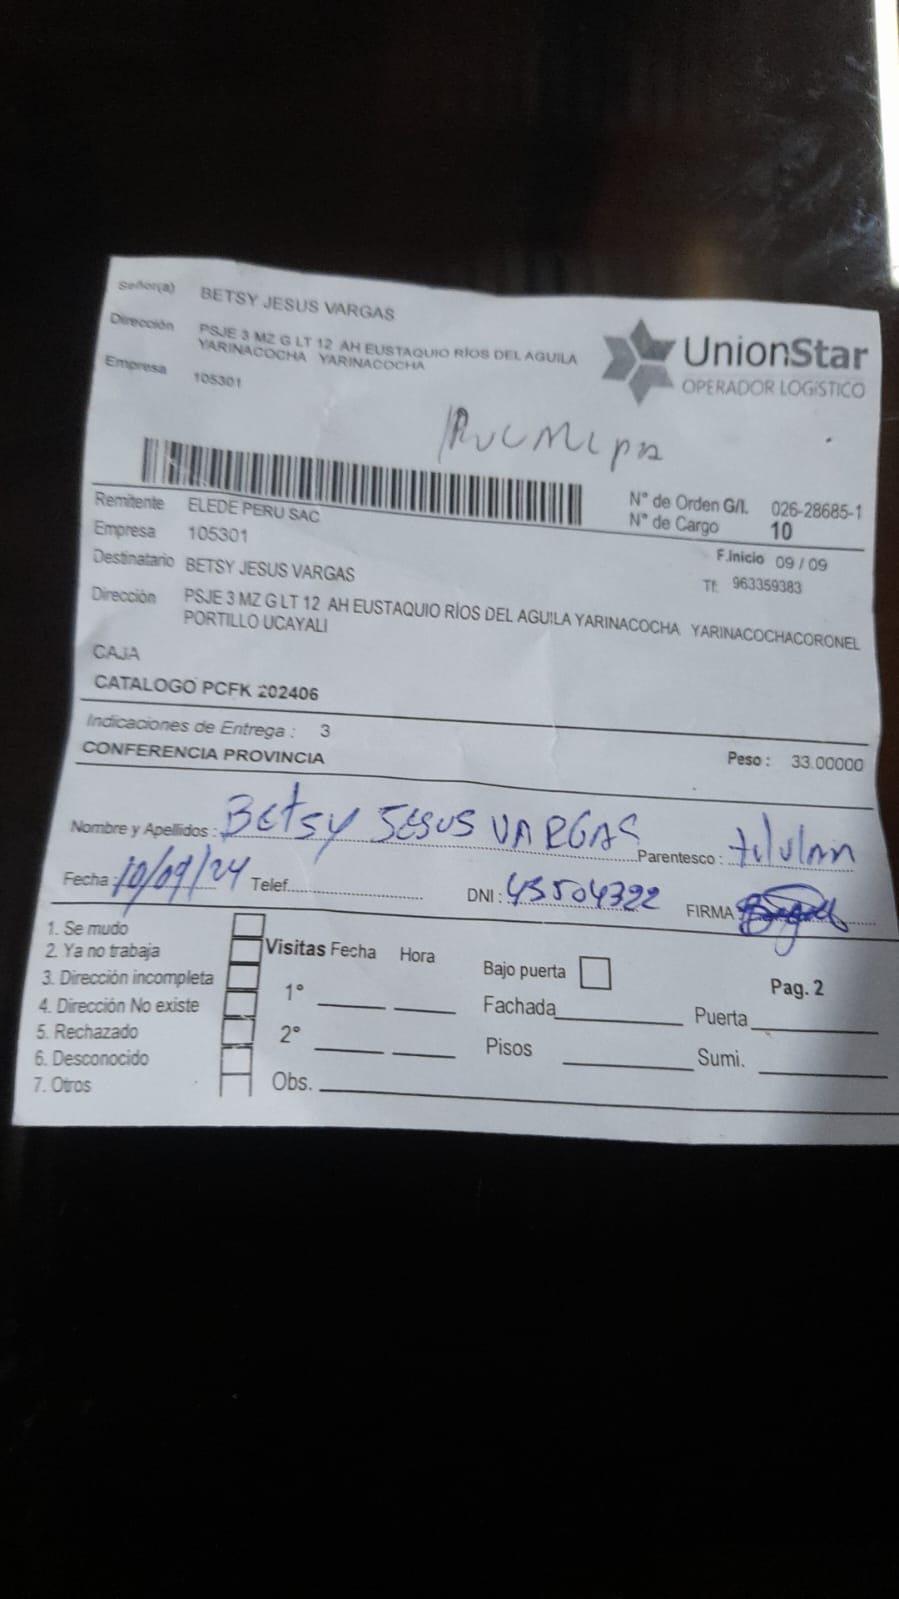 Señor(a) BETSY JESUS VARGAS
Dirección PSJE 3 MZ G LT 12 AH EUSTAQUIO RÍOS DEL AGUILA
YARINACOCHA YARINACOCHA
Empresa 105301
UnionStar
OPERADOR LOGÍSTICO
Remitente ELEDE PERU SAC
N° de Orden G/I. 026-28685-1
Empresa 105301
N° de Cargo 10
F.Inicio 09 / 09
Destinatario BETSY JESUS VARGAS
Tf: 963359383
Dirección PSJE 3 MZ G LT 12 AH EUSTAQUIO RÍOS DEL AGUILA YARINACOCHA YARINACOCHACORONEL
PORTILLO UCAYALI
CAJA
CATALOGO PCFK 202406
Indicaciones de Entrega : 3
CONFERENCIA PROVINCIA
Peso : 33.00000
Nombre y Apellidos : Betsy Jesus VARGAS Parentesco : titular
Fecha 10/09/24 Telef. DNI : 43504322 FIRMA :
1. Se mudo
2. Ya no trabaja
3. Dirección incompleta
4. Dirección No existe
5. Rechazado
6. Desconocido
7. Otros
Visitas Fecha Hora
1°
2°
Obs.
Bajo puerta
Pag. 2
Fachada Puerta
Pisos Sumi.